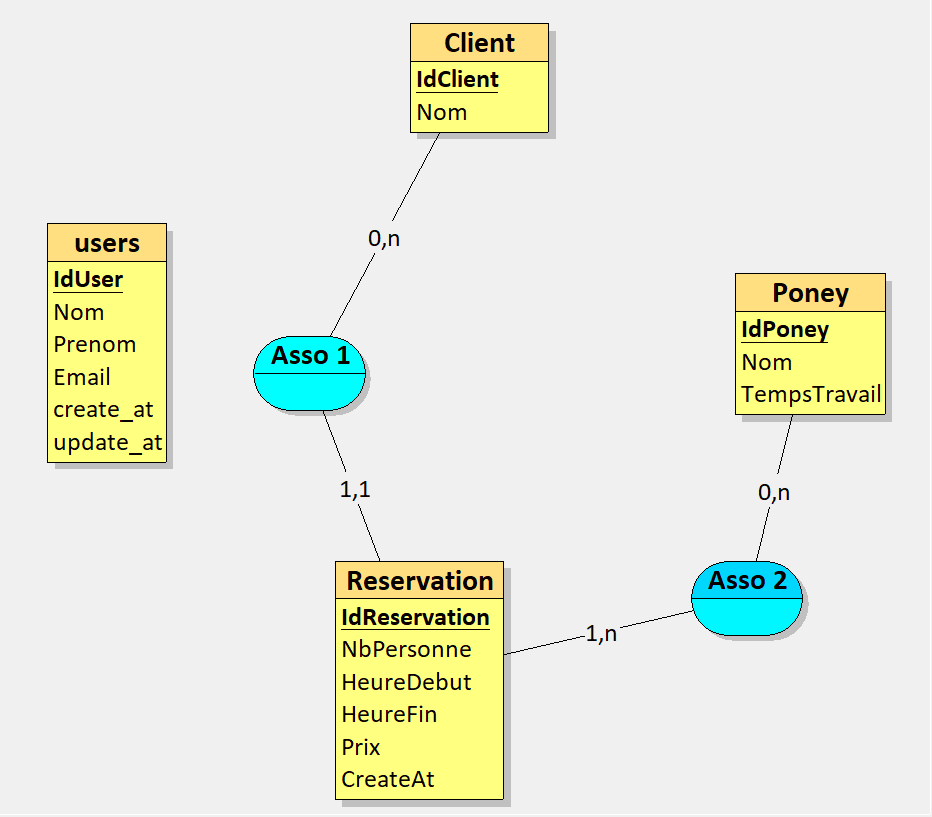 Client
IdClient
Nom
0,n
users
IdUser
Nom
Prenom
Email
create_at
update_at
Asso 1
1,1
Poney
IdPoney
Nom
TempsTravail
0,n
Asso 2
1,n
Reservation
IdReservation
NbPersonne
HeureDebut
HeureFin
Prix
CreateAt